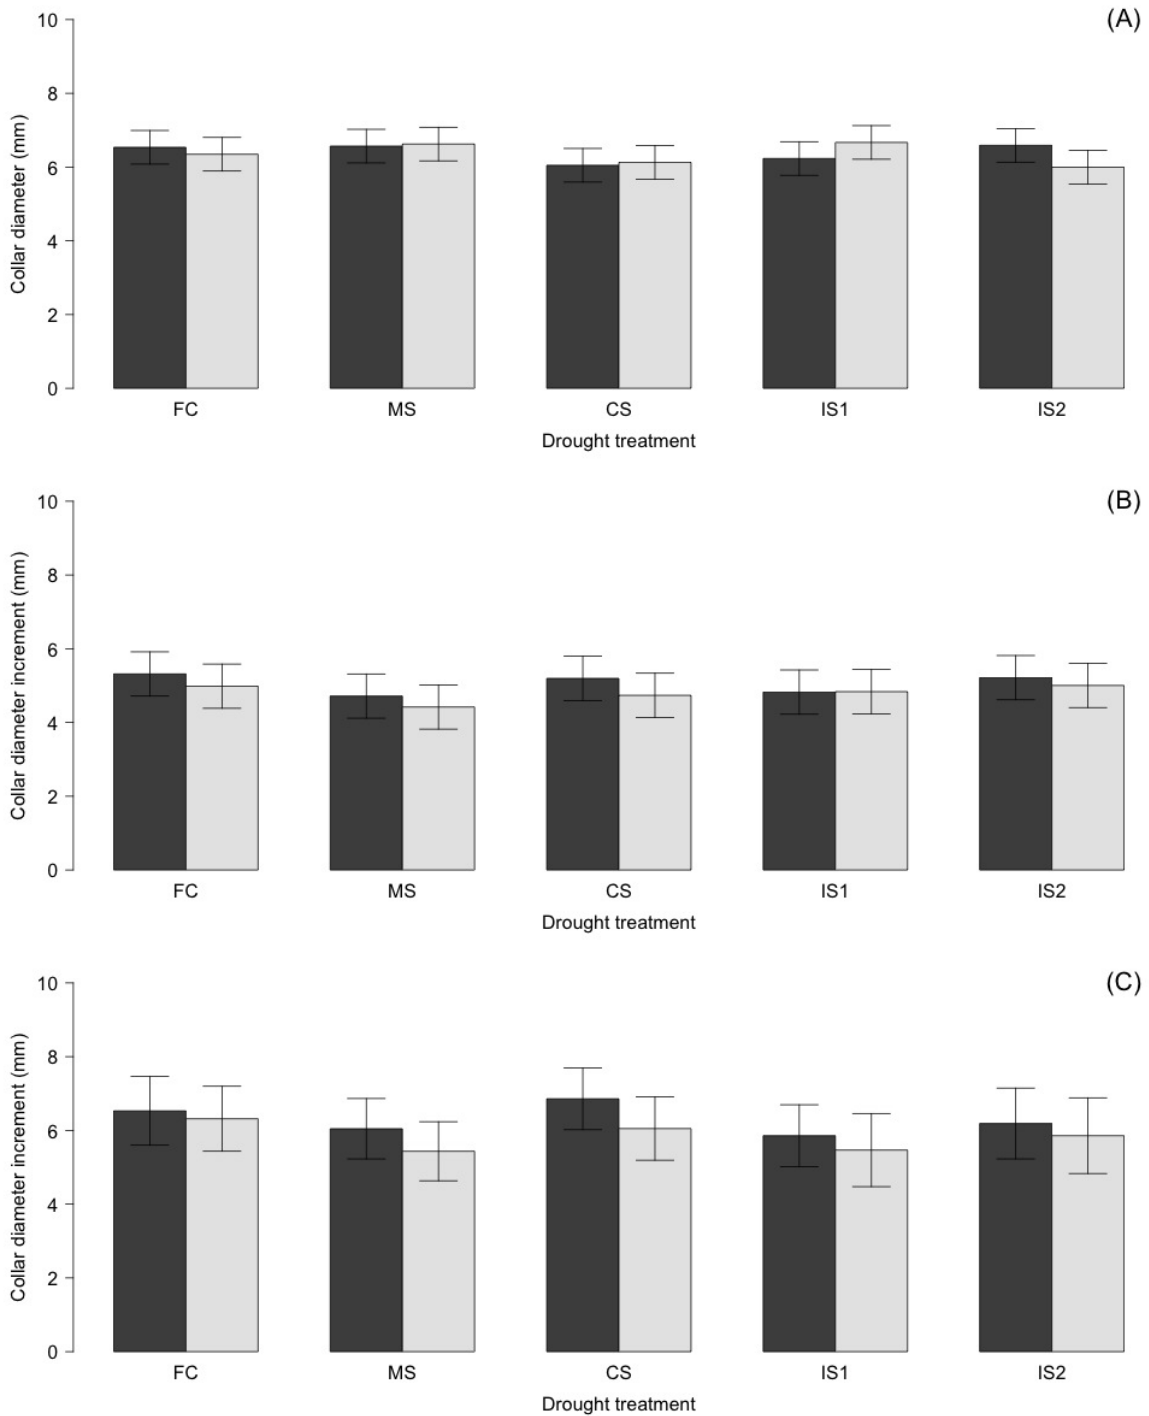 (A)
Collar diameter (mm)
10
8
6
4
2
0
FC MS CS IS1 IS2
Drought treatment
(B)
Collar diameter increment (mm)
10
8
6
4
2
0
FC MS CS IS1 IS2
Drought treatment
(C)
Collar diameter increment (mm)
10
8
6
4
2
0
FC MS CS IS1 IS2
Drought treatment